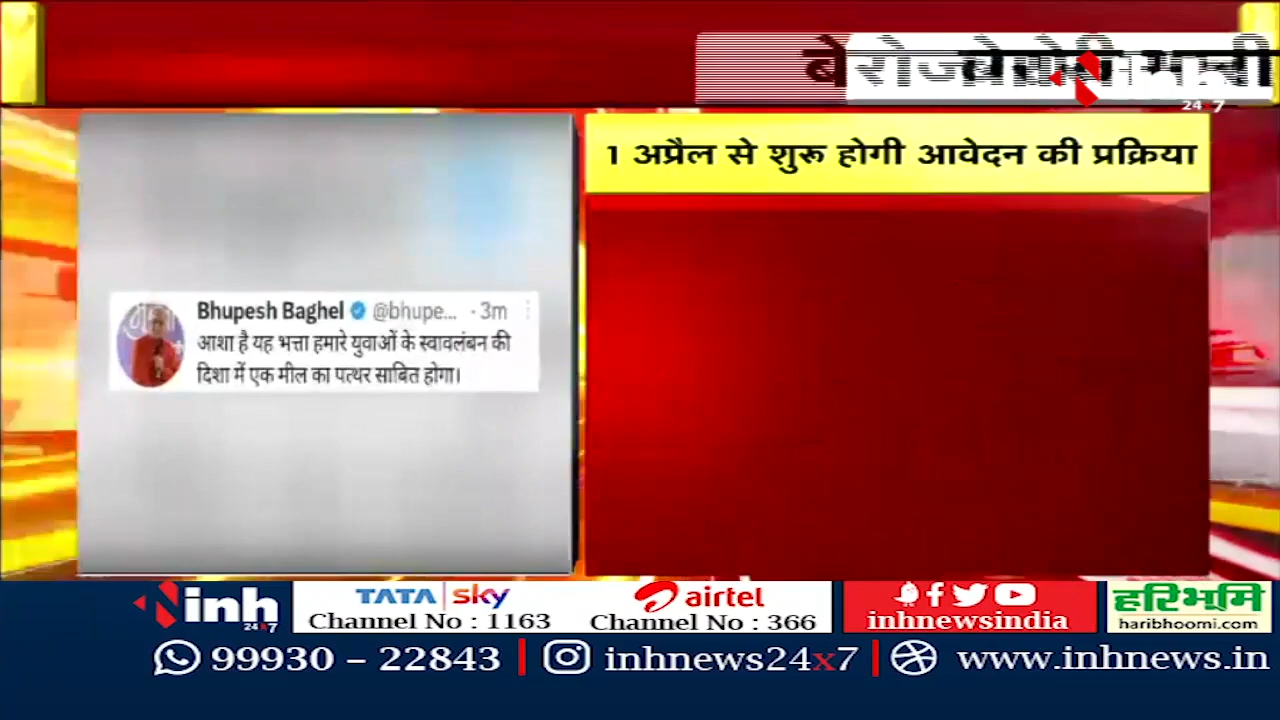 24x7
1 अप्रैल से शुरू होगी आवेदन की प्रक्रिया
Bhupesh Baghel @bhupe... · 3m
आशा है यह भत्ता हमारे युवाओं के स्वावलंबन की
दिशा में एक मील का पत्थर साबित होगा।
inh 24x7
TATA sky
Channel No : 1163
airtel
Channel No : 366
inhnewsindia
हरिभूमि
haribhoomi.com
99930 – 22843
inhnews24x7
www.inhnews.in